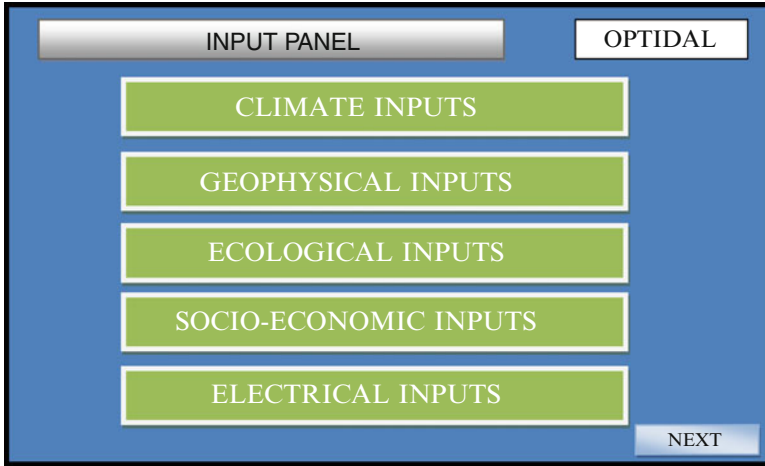 INPUT PANEL
OPTIDAL
CLIMATE INPUTS
GEOPHYSICAL INPUTS
ECOLOGICAL INPUTS
SOCIO-ECONOMIC INPUTS
ELECTRICAL INPUTS
NEXT